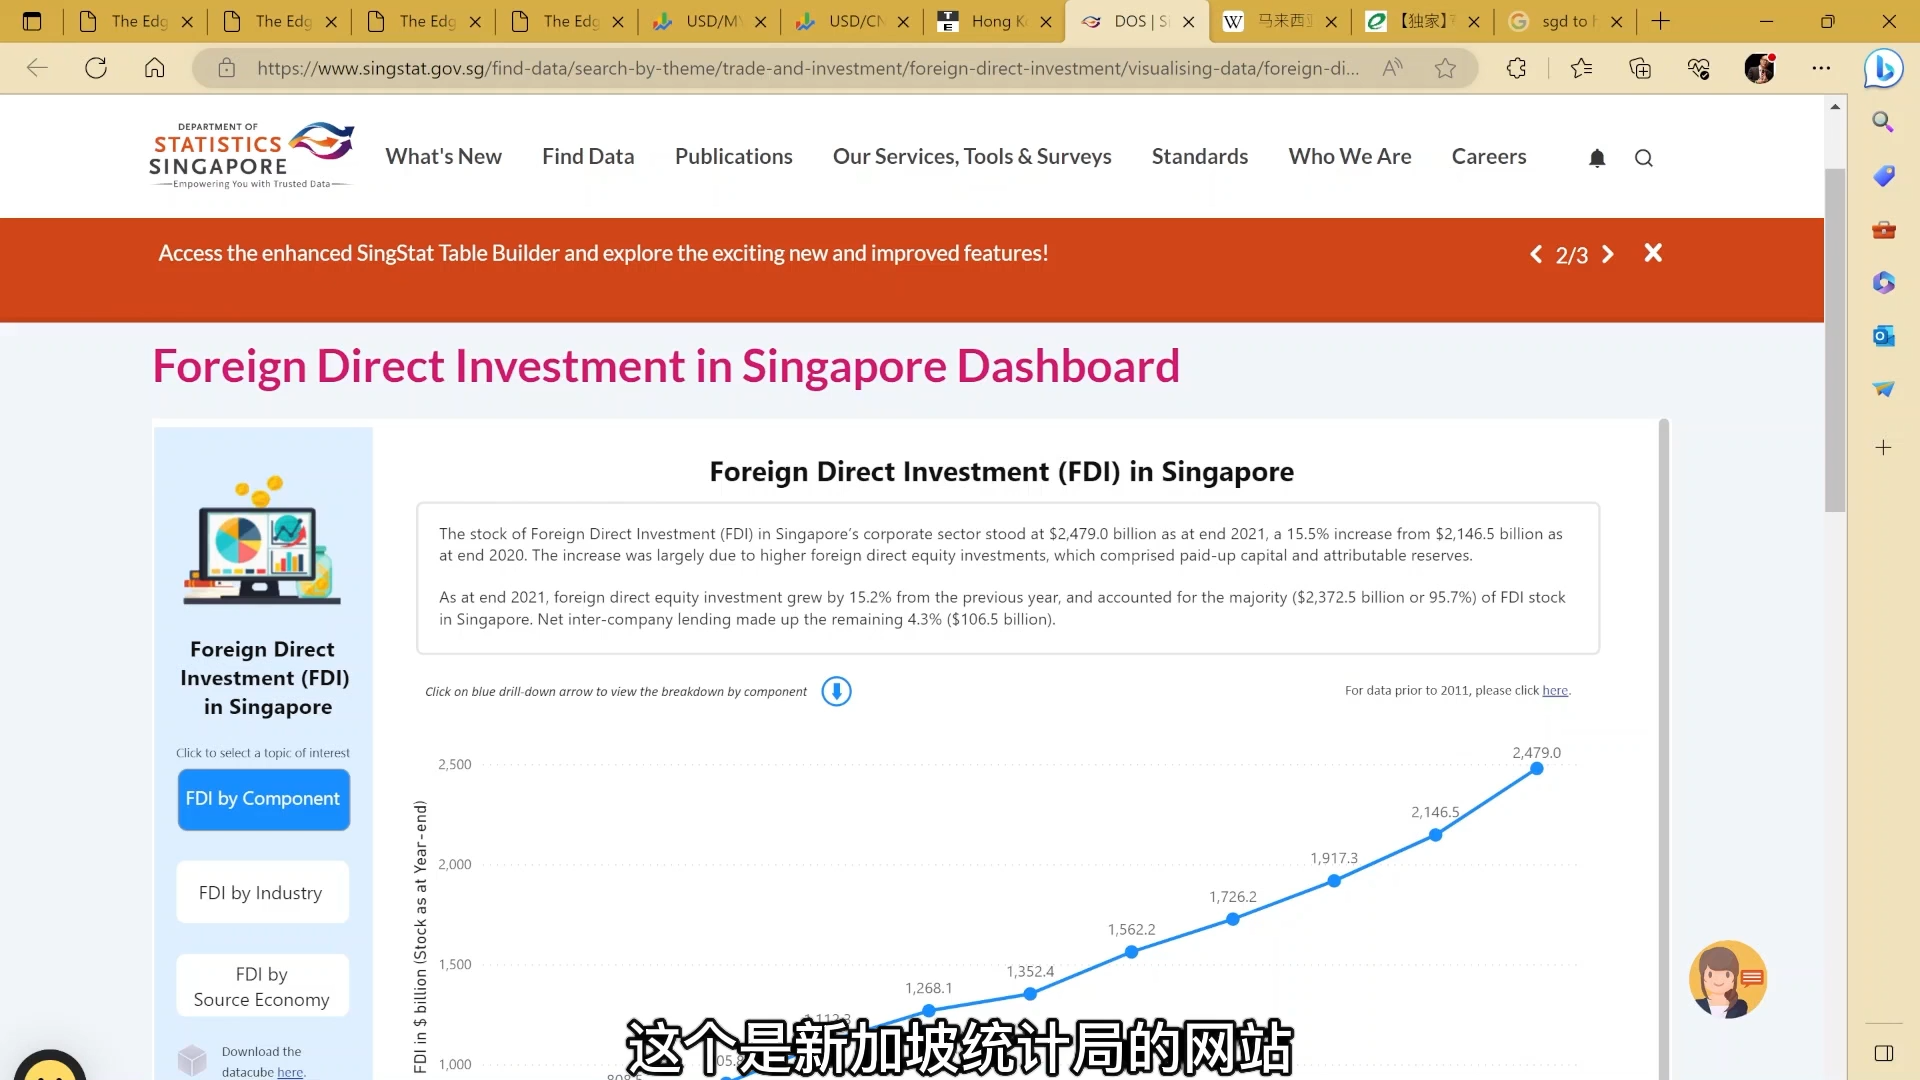 The Edg
The Edg
The Edg
The Edg
USD/M
USD/CN
Hong K
DOS | Si
马来西亚
【独家】
sgd to
https://www.singstat.gov.sg/find-data/search-by-theme/trade-and-investment/foreign-direct-investment/visualising-data/foreign-di...
DEPARTMENT OF
STATISTICS
SINGAPORE
Empowering You with Trusted Data
What's New
Find Data
Publications
Our Services, Tools & Surveys
Standards
Who We Are
Careers
Access the enhanced SingStat Table Builder and explore the exciting new and improved features!
2/3
Foreign Direct Investment in Singapore Dashboard
Foreign Direct
Investment (FDI)
in Singapore
Click to select a topic of interest
FDI by Component
FDI by Industry
FDI by
Source Economy
Download the
datacube here.
Foreign Direct Investment (FDI) in Singapore
The stock of Foreign Direct Investment (FDI) in Singapore's corporate sector stood at $2,479.0 billion as at end 2021, a 15.5% increase from $2,146.5 billion as
at end 2020. The increase was largely due to higher foreign direct equity investments, which comprised paid-up capital and attributable reserves.
As at end 2021, foreign direct equity investment grew by 15.2% from the previous year, and accounted for the majority ($2,372.5 billion or 95.7%) of FDI stock
in Singapore. Net inter-company lending made up the remaining 4.3% ($106.5 billion).
Click on blue drill-down arrow to view the breakdown by component
For data prior to 2011, please click here.
FDI in $ billion (Stock as at Year-end)
2,500
2,000
1,500
1,000
2,479.0
2,146.5
1,917.3
1,726.2
1,562.2
1,352.4
1,268.1
这个是新加坡统计局的网站